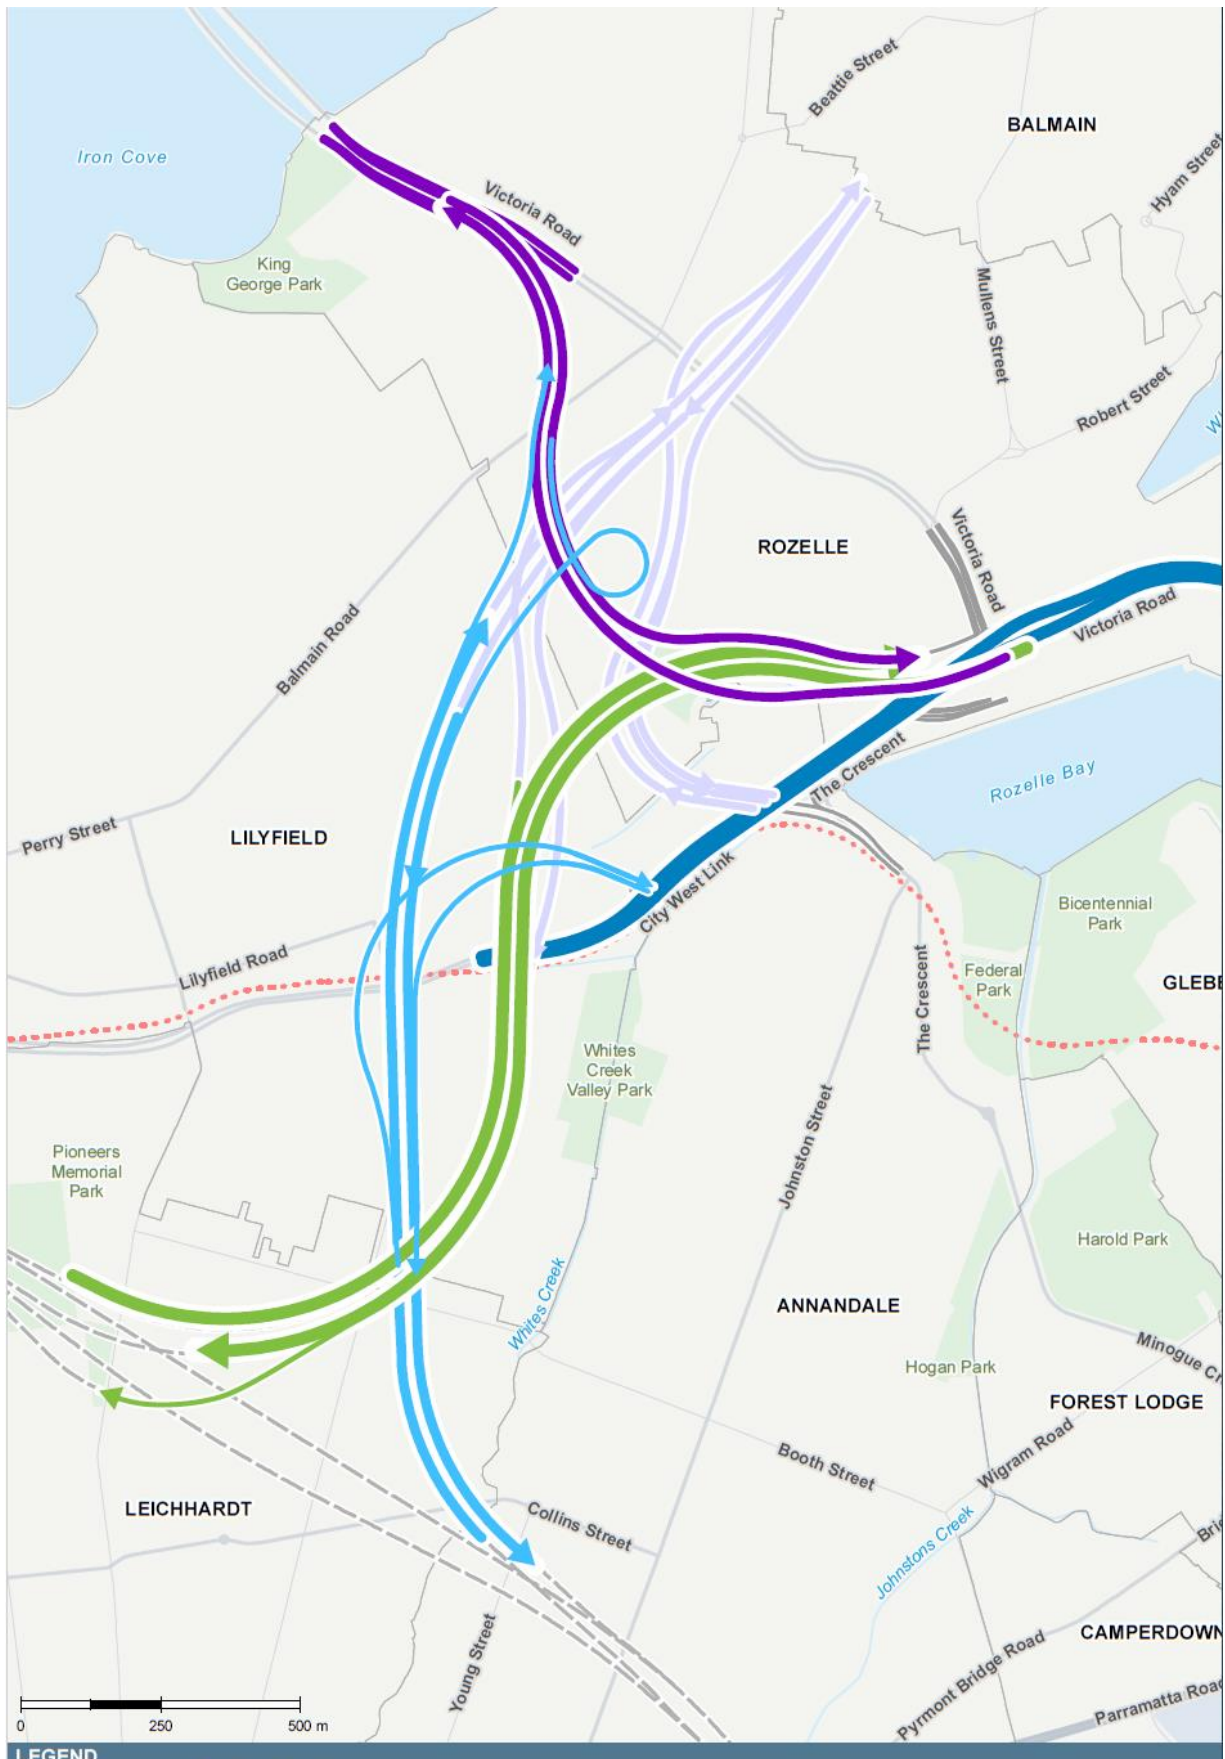 Beattie Street
BALMAIN
Iron Cove
Hyam Street
Victoria Road
King
George Park
Mullens Street
Robert Street
ROZELLE
Victoria Road
Victoria Road
Balmain Road
The Crescent
Rozelle Bay
Perry Street
LILYFIELD
City West Link
Bicentennial
Park
Lilyfield Road
Federal
Park
GLEBE
The Crescent
Whites
Creek
Valley Park
Pioneers
Memorial
Park
Johnston Street
Harold Park
Whites Creek
ANNANDALE
Minogue Cr
Hogan Park
FOREST LODGE
Wigram Road
Booth Street
LEICHHARDT
Collins Street
Johnstons Creek
Brid
CAMPERDOWN
Young Street
Pyrmont Bridge Road
Parramatta Road
0 250 500 m
LEGEND